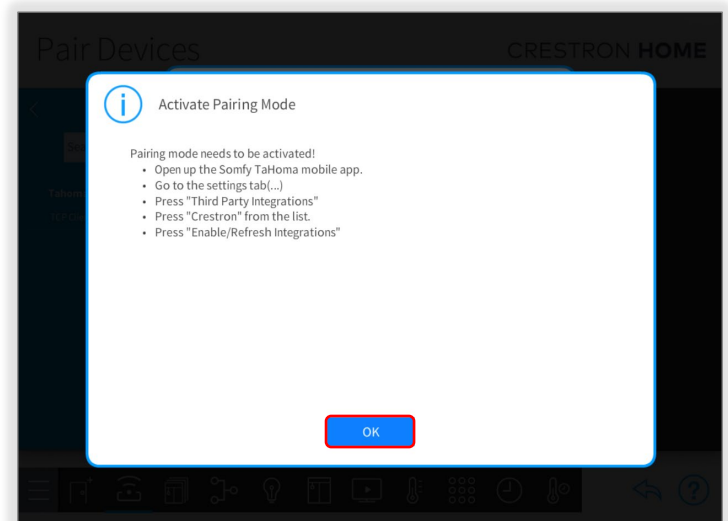 Pair Devices
CRESTRON HOME
Activate Pairing Mode
Pairing mode needs to be activated!
• Open up the Somfy TaHoma mobile app.
• Go to the settings tab(...)
• Press "Third Party Integrations"
• Press "Crestron" from the list.
• Press "Enable/Refresh Integrations"
OK